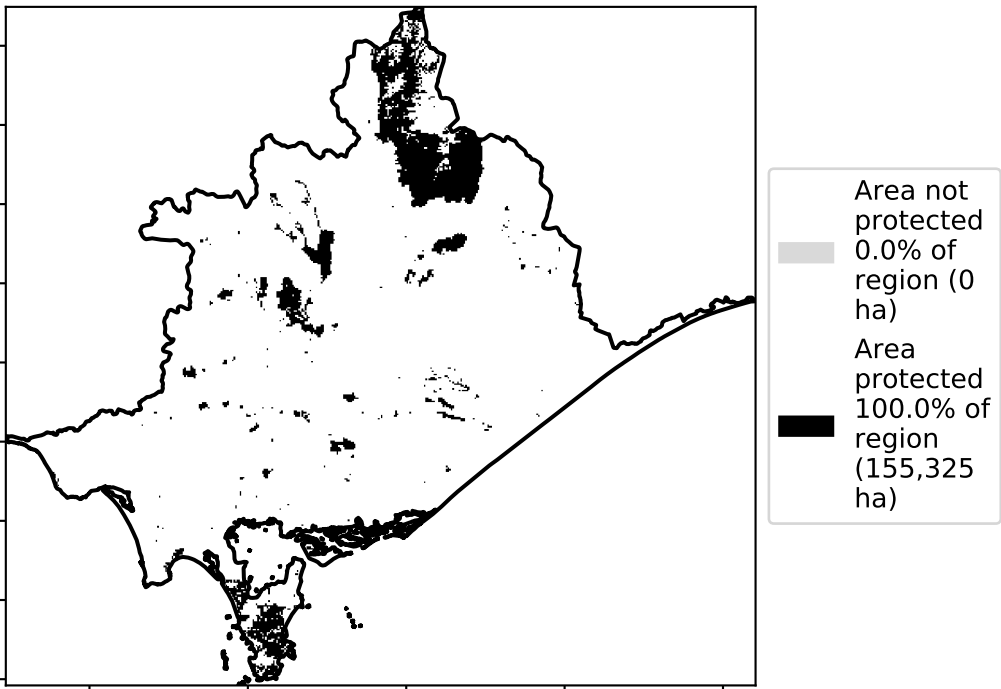 Area not
protected
0.0% of
region (0
ha)
Area
protected
100.0% of
region
(155,325
ha)